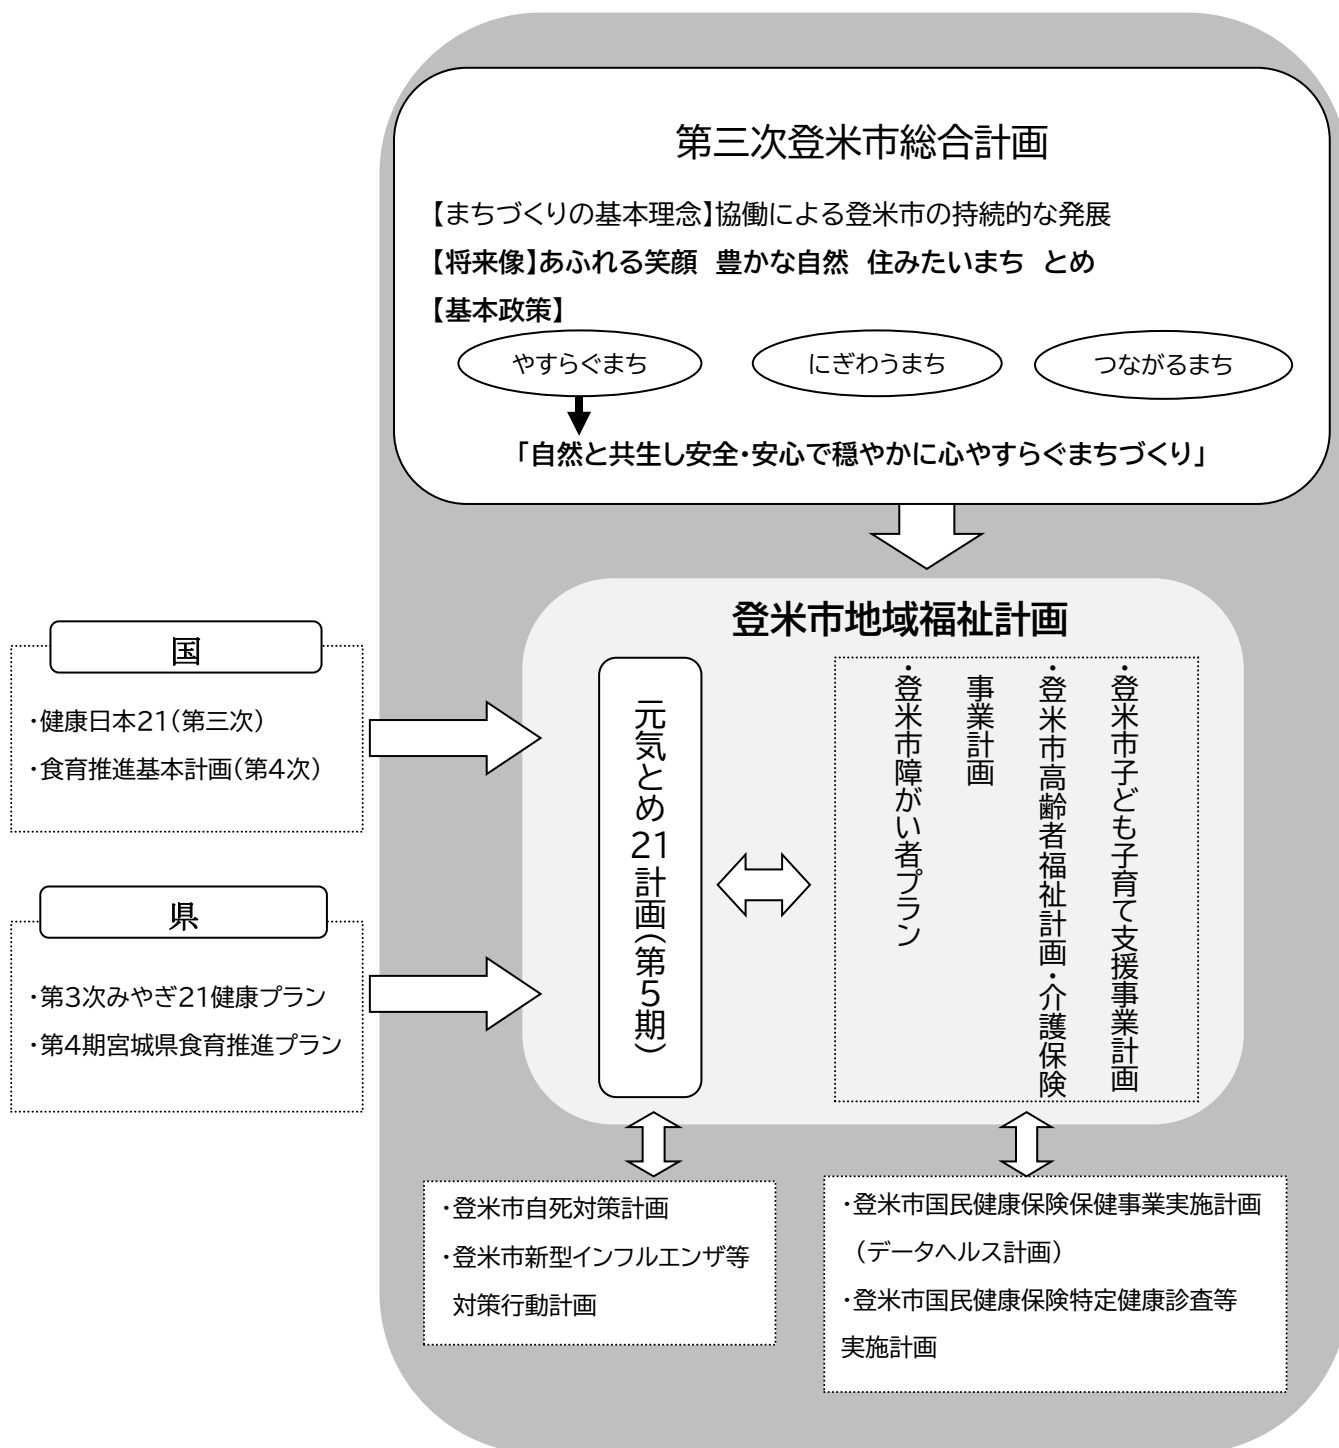 第三次登米市総合計画
【まちづくりの基本理念】協働による登米市の持続的な発展
【将来像】あふれる笑顔 豊かな自然 住みたいまち とめ
【基本政策】
やすらぐまち
にぎわうまち
つながるまち
「自然と共生し安全・安心で穏やかに心やすらぐまちづくり」
登米市地域福祉計画
国
・健康日本21(第三次)
・食育推進基本計画(第4次)
県
・第3次みやぎ21健康プラン
・第4期宮城県食育推進プラン
元気とめ21計画(第5期)
・登米市子ども子育て支援事業計画
・登米市高齢者福祉計画・介護保険
事業計画
・登米市障がい者プラン
・登米市自死対策計画
・登米市新型インフルエンザ等
対策行動計画
・登米市国民健康保険保健事業実施計画
(データヘルス計画)
・登米市国民健康保険特定健康診査等
実施計画